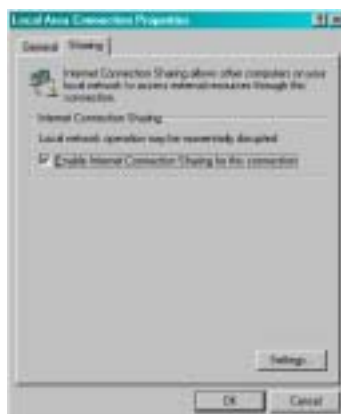 Local Area Connection Properties
General Sharing
Internet Connection Sharing allows other computers on your
local network to access external resources through this
connection.
Internet Connection Sharing
Local network operation may be momentarily disrupted
Enable Internet Connection Sharing for this connection
Settings...
OK Cancel